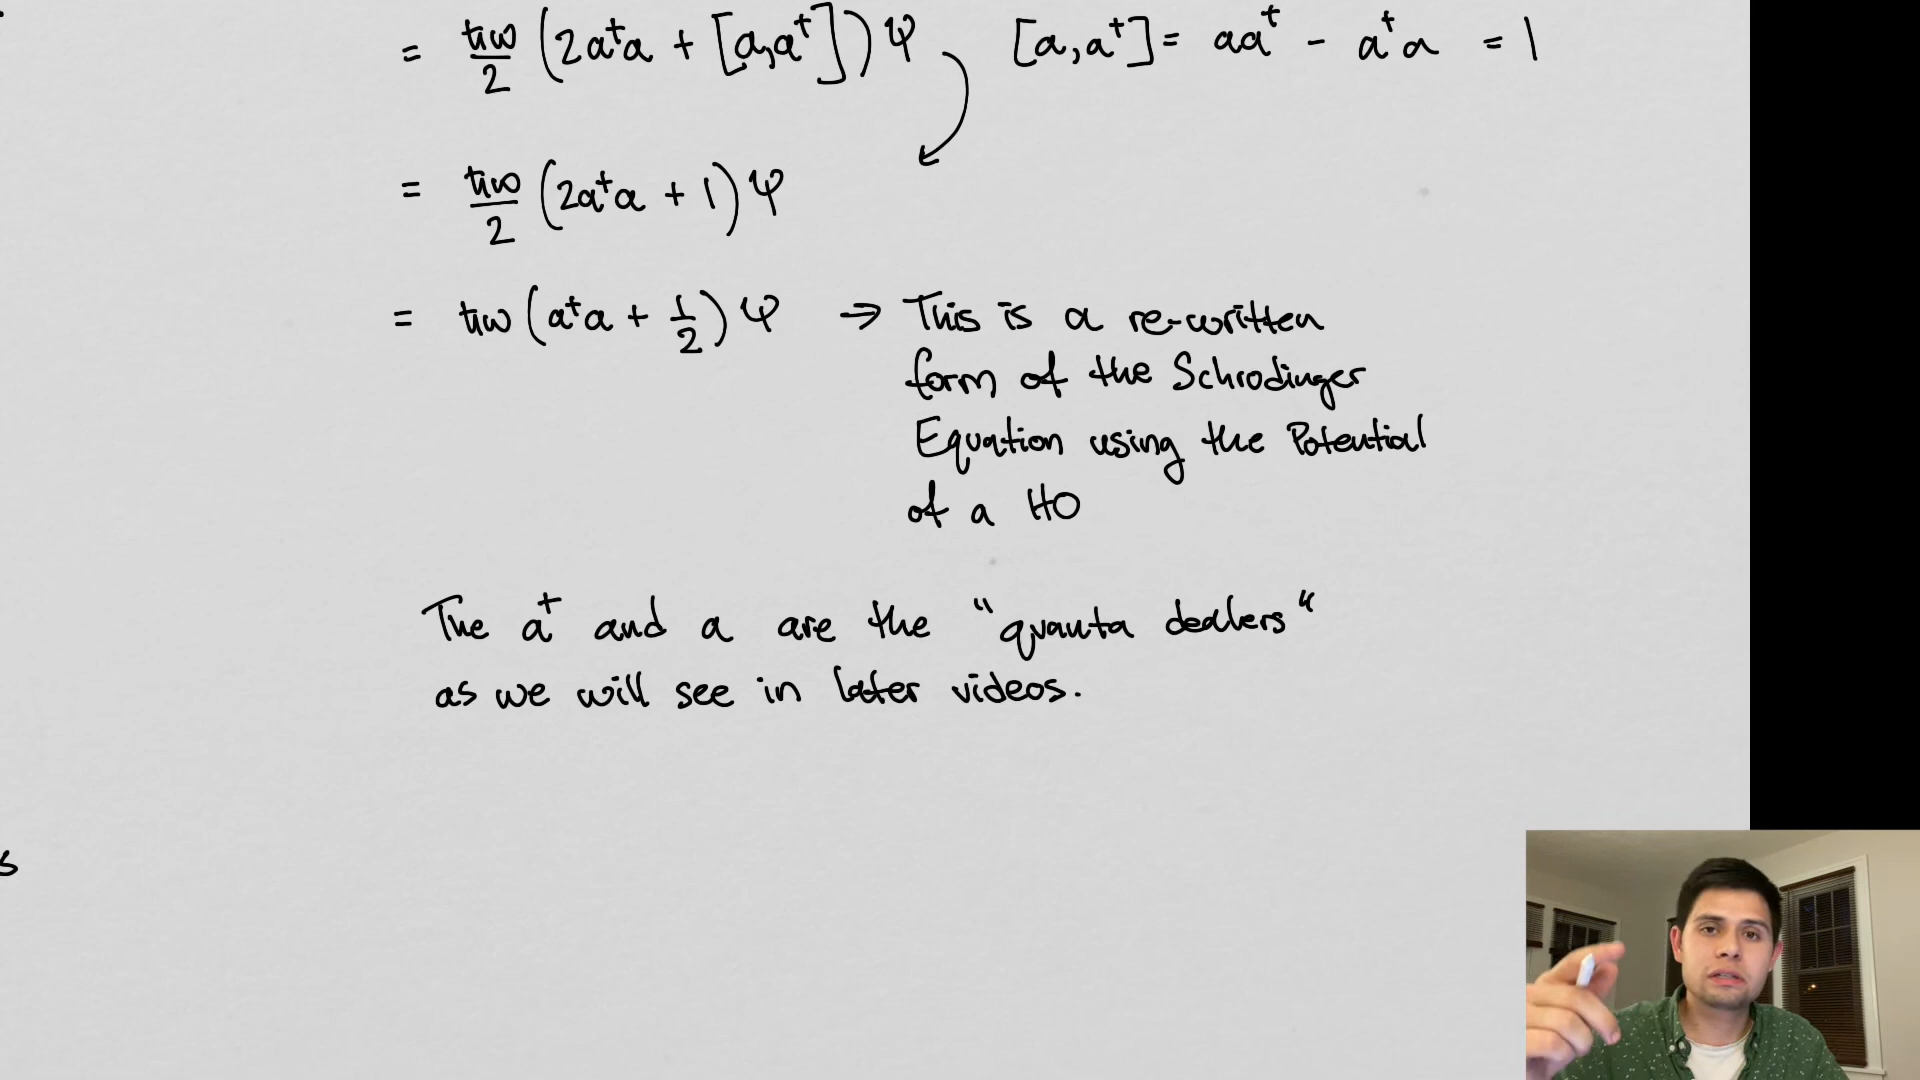 = ħω/2 (2a†a + [a,a†])ψ [a,a†] = aa† - a†a = 1
= ħω/2 (2a†a + 1)ψ
= ħω(a†a + 1/2)ψ → This is a re-written
form of the Schrodinger
Equation using the Potential
of a HO
The a† and a are the "quanta dealers"
as we will see in later videos.
s